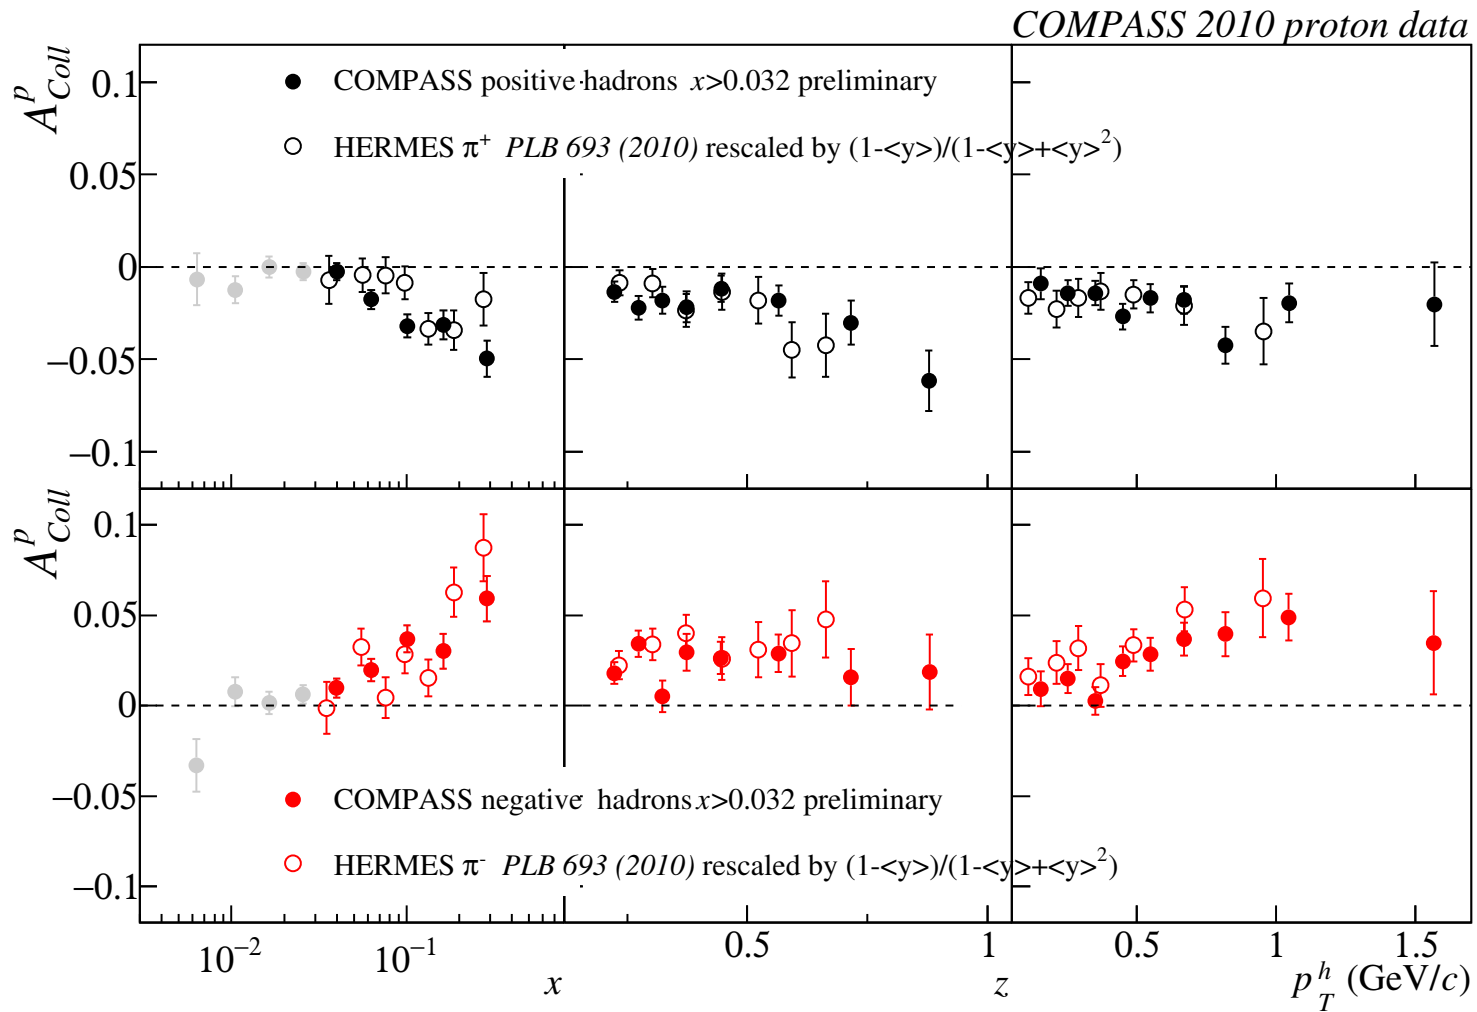 COMPASS 2010 proton data
A^p_Coll
0.1
0.05
0
−0.05
−0.1
COMPASS positive hadrons x>0.032 preliminary
HERMES π+ PLB 693 (2010) rescaled by (1-<y>)/(1-<y>+<y>²)
A^p_Coll
0.1
0.05
0
−0.05
−0.1
COMPASS negative hadrons x>0.032 preliminary
HERMES π- PLB 693 (2010) rescaled by (1-<y>)/(1-<y>+<y>²)
10⁻² 10⁻¹ 0.5 1 0.5 1 1.5
x z p_T^h (GeV/c)